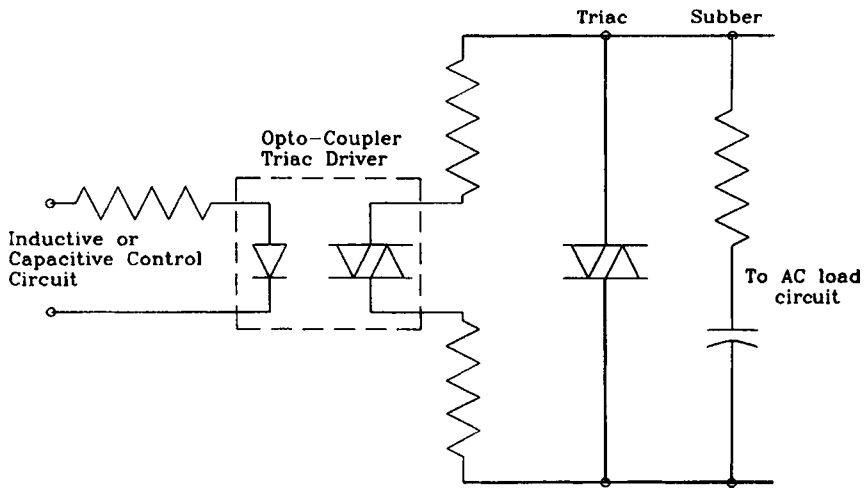 Triac
Subber
Opto-Coupler
Triac Driver
Inductive or
Capacitive Control
Circuit
To AC load
circuit